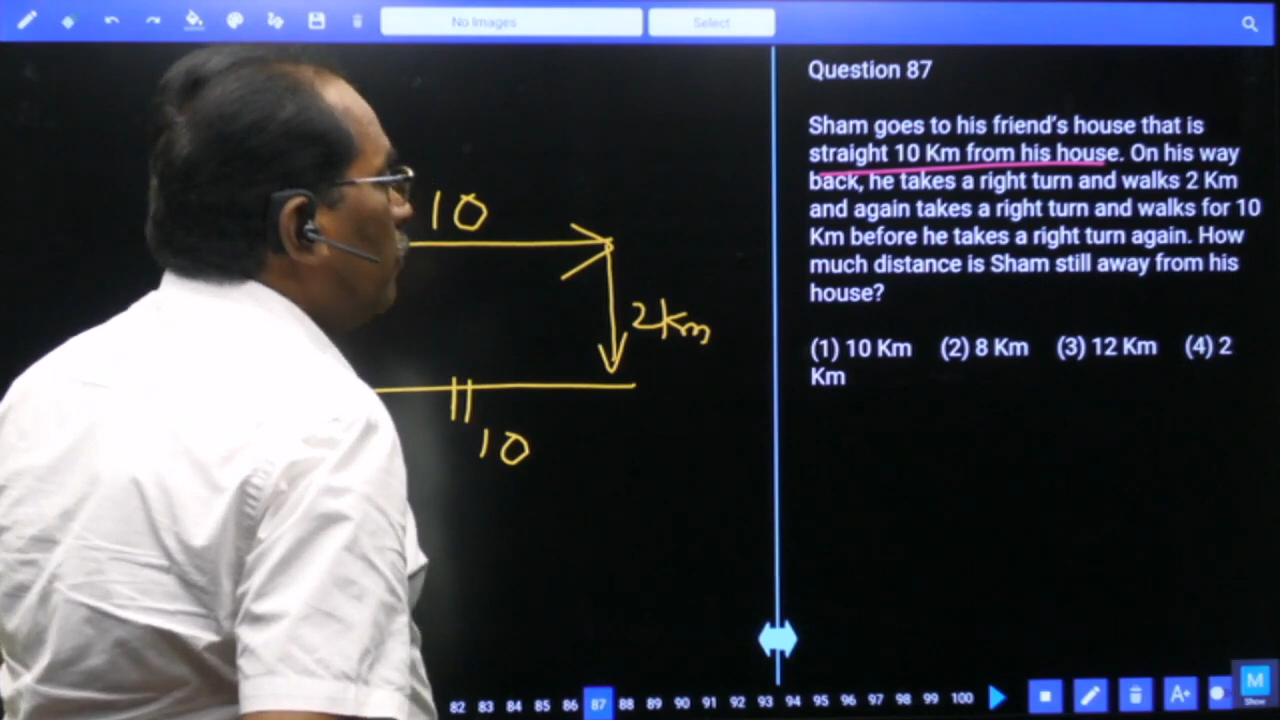 No Images
Select
Question 87
Sham goes to his friend's house that is
straight 10 Km from his house. On his way
back, he takes a right turn and walks 2 Km
and again takes a right turn and walks for 10
Km before he takes a right turn again. How
much distance is Sham still away from his
house?
(1) 10 Km (2) 8 Km (3) 12 Km (4) 2
Km
10
2 Km
10
82 83 84 85 86 87 88 89 90 91 92 93 94 95 96 97 98 99 100
A+
M
Show